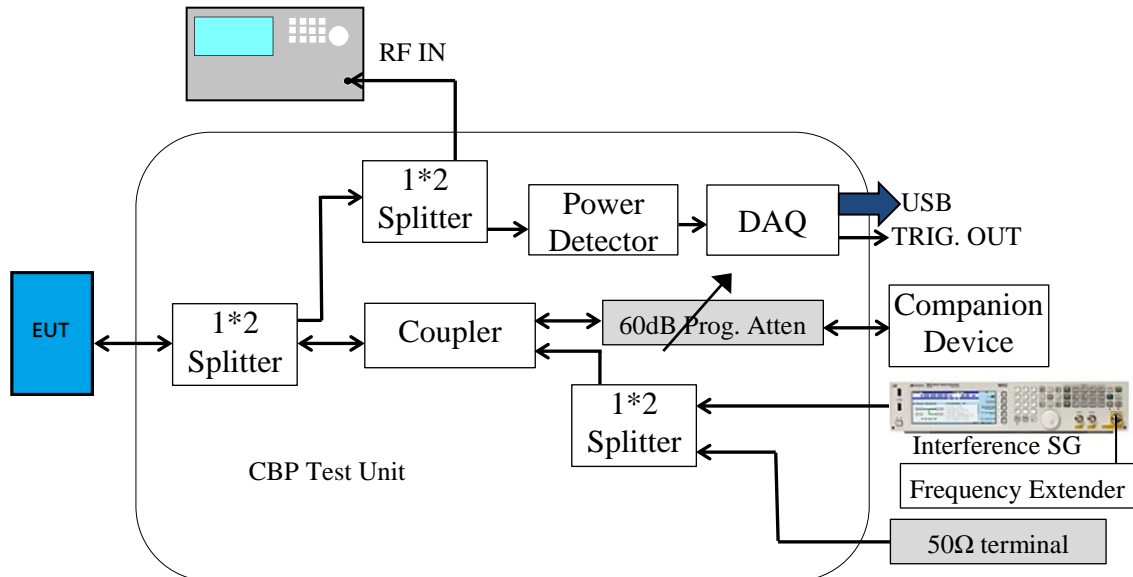 RF IN
1*2
Splitter
Power
Detector
DAQ
USB
TRIG. OUT
EUT
1*2
Splitter
Coupler
60dB Prog. Atten
Companion
Device
1*2
Splitter
Interference SG
CBP Test Unit
Frequency Extender
50Ω terminal